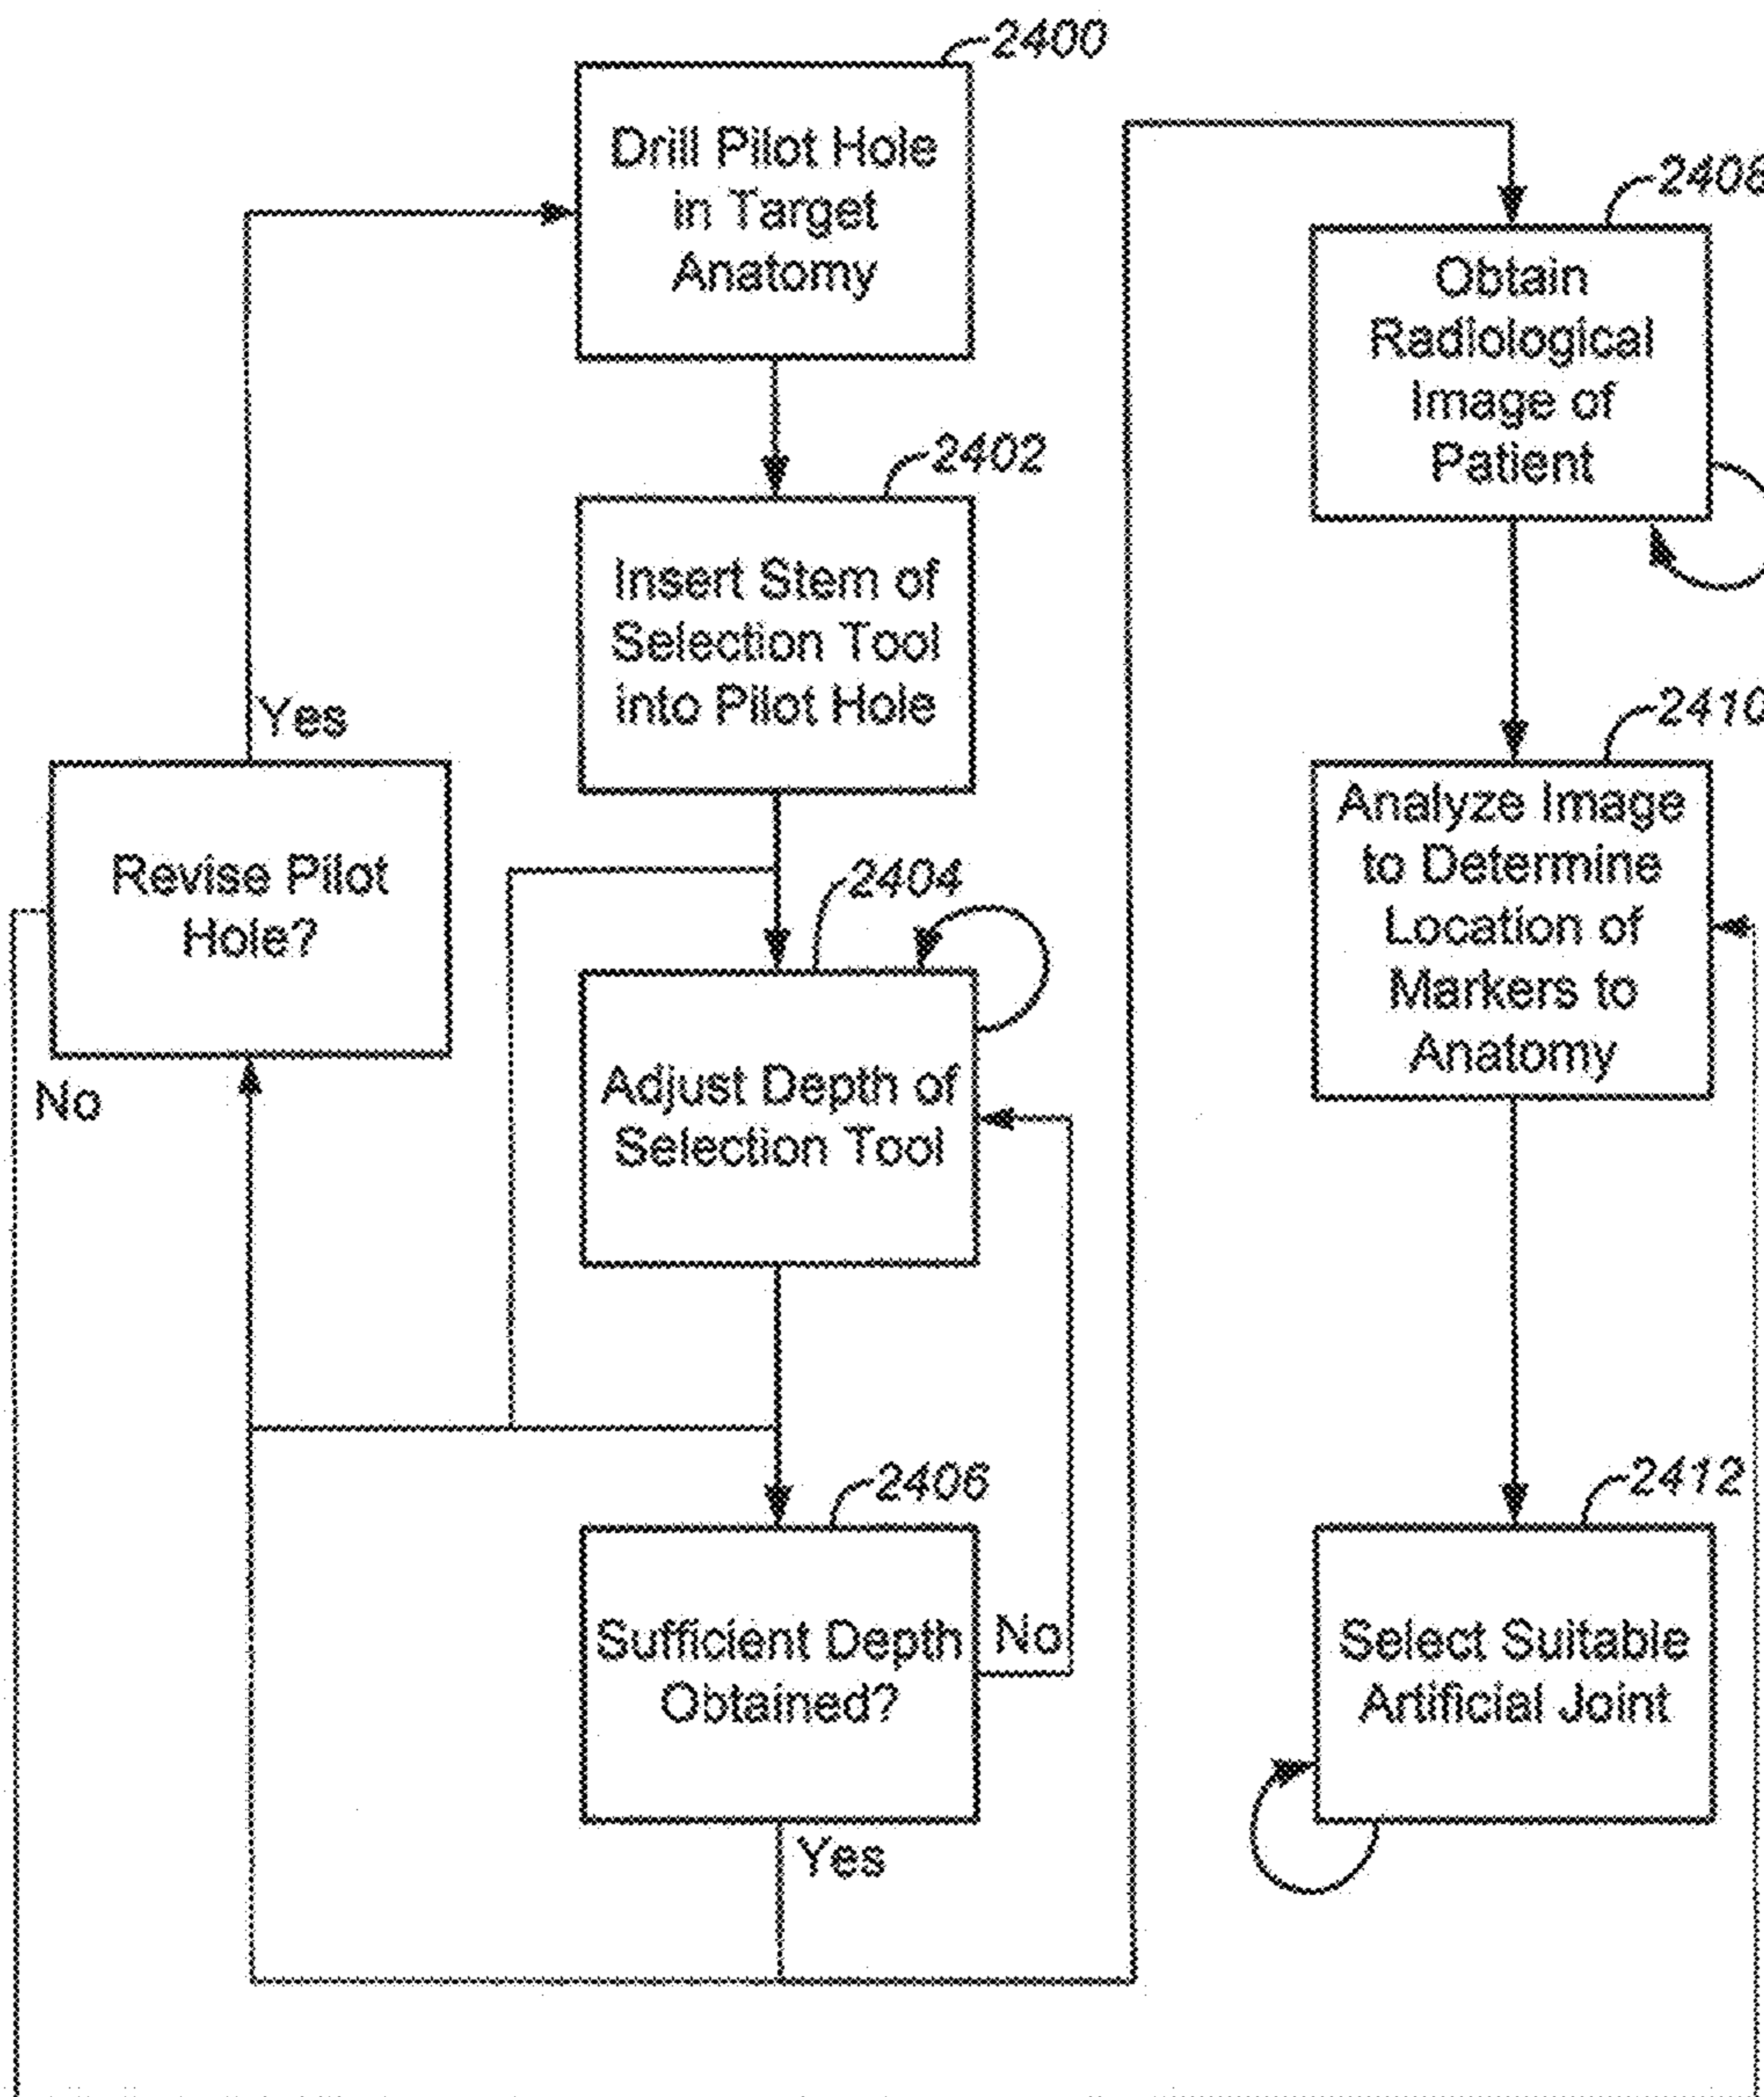 2400
Drill Pilot Hole
in Target
Anatomy
2402
Insert Stem of
Selection Tool
into Pilot Hole
Yes
Revise Pilot
Hole?
No
2404
Adjust Depth of
Selection Tool
2406
Sufficient Depth
Obtained?
No
Yes
2408
Obtain
Radiological
Image of
Patient
2410
Analyze Image
to Determine
Location of
Markers to
Anatomy
2412
Select Suitable
Artificial Joint